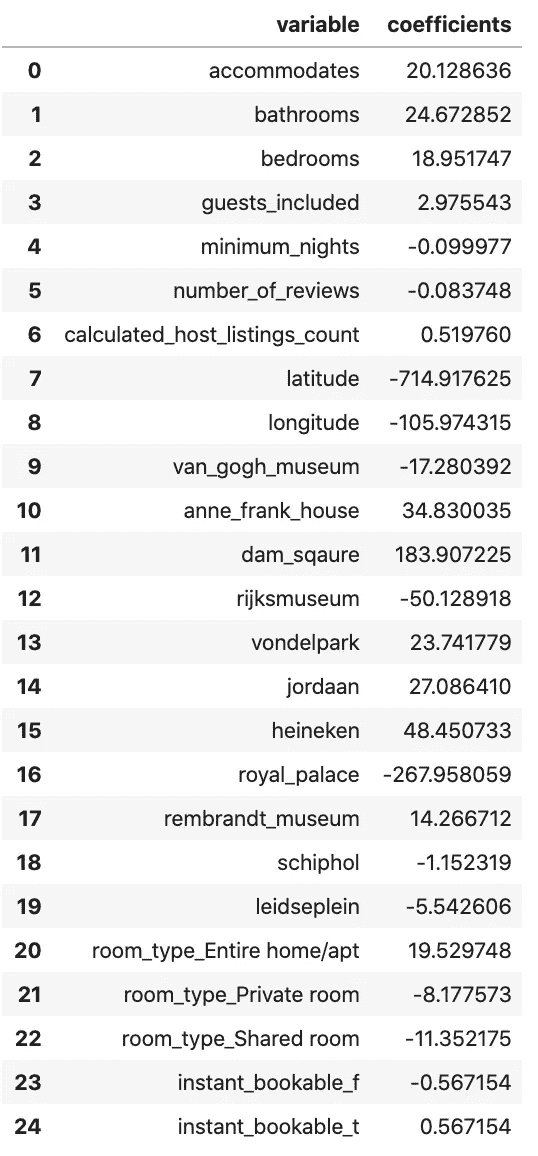 variable coefficients
0 accommodates 20.128636
1 bathrooms 24.672852
2 bedrooms 18.951747
3 guests_included 2.975543
4 minimum_nights -0.099977
5 number_of_reviews -0.083748
6 calculated_host_listings_count 0.519760
7 latitude -714.917625
8 longitude -105.974315
9 van_gogh_museum -17.280392
10 anne_frank_house 34.830035
11 dam_sqaure 183.907225
12 rijksmuseum -50.128918
13 vondelpark 23.741779
14 jordaan 27.086410
15 heineken 48.450733
16 royal_palace -267.958059
17 rembrandt_museum 14.266712
18 schiphol -1.152319
19 leidseplein -5.542606
20 room_type_Entire home/apt 19.529748
21 room_type_Private room -8.177573
22 room_type_Shared room -11.352175
23 instant_bookable_f -0.567154
24 instant_bookable_t 0.567154